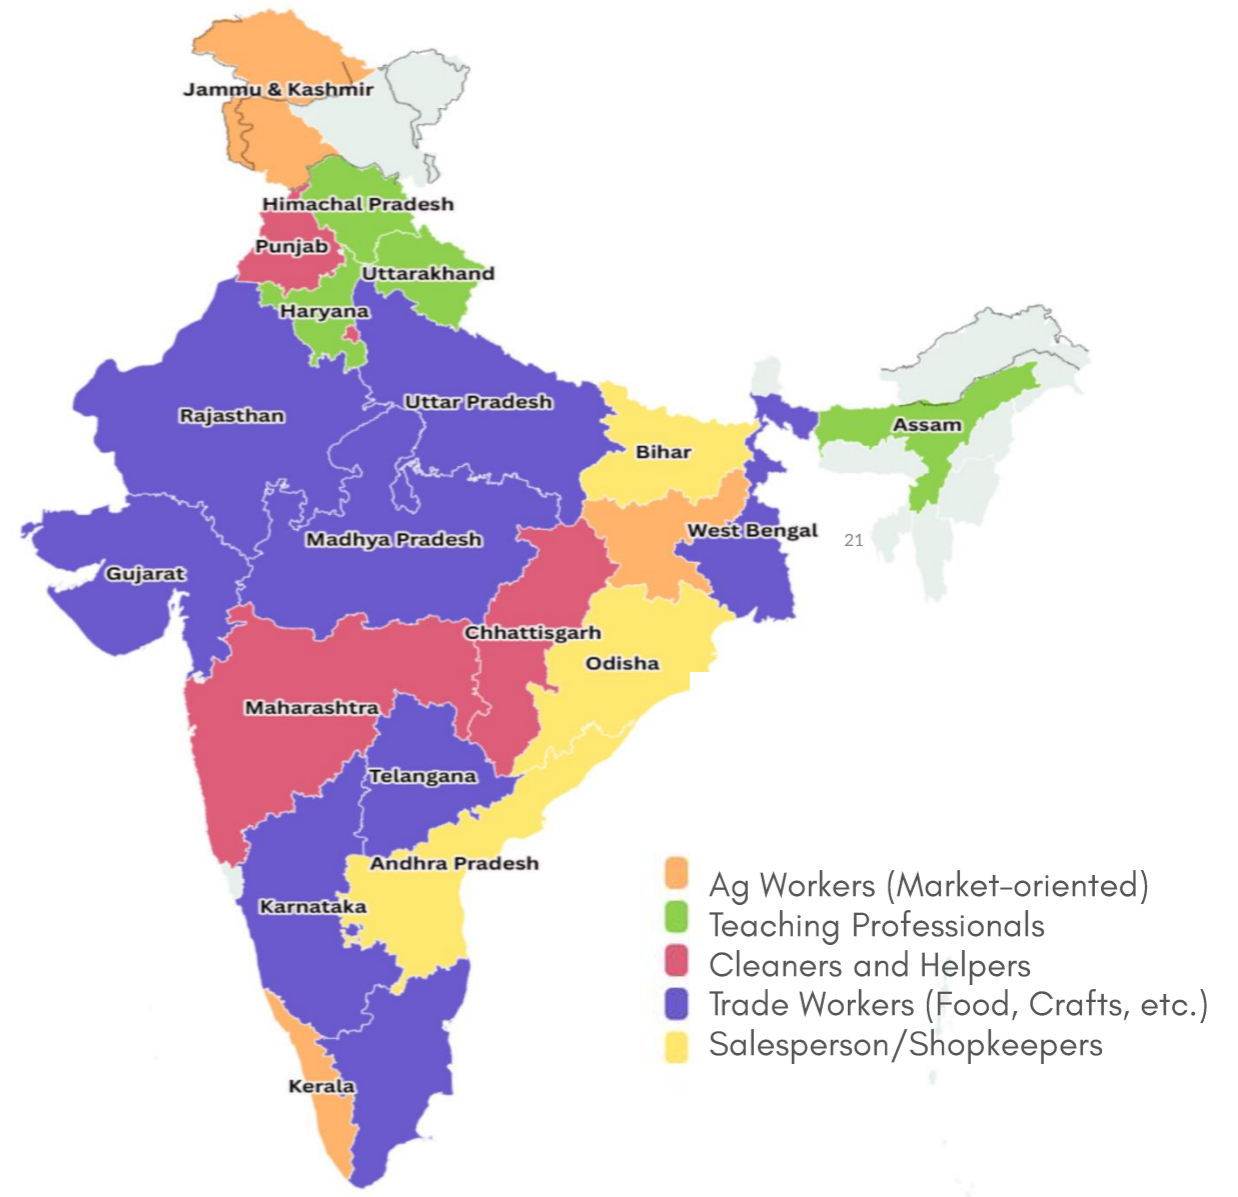 Jammu & Kashmir
Himachal Pradesh
Punjab
Uttarakhand
Haryana
Rajasthan
Uttar Pradesh
Assam
Bihar
West Bengal
21
Madhya Pradesh
Gujarat
Chhattisgarh
Odisha
Maharashtra
Telangana
Andhra Pradesh
Karnataka
Kerala
Ag Workers (Market-oriented)
Teaching Professionals
Cleaners and Helpers
Trade Workers (Food, Crafts, etc.)
Salesperson/Shopkeepers